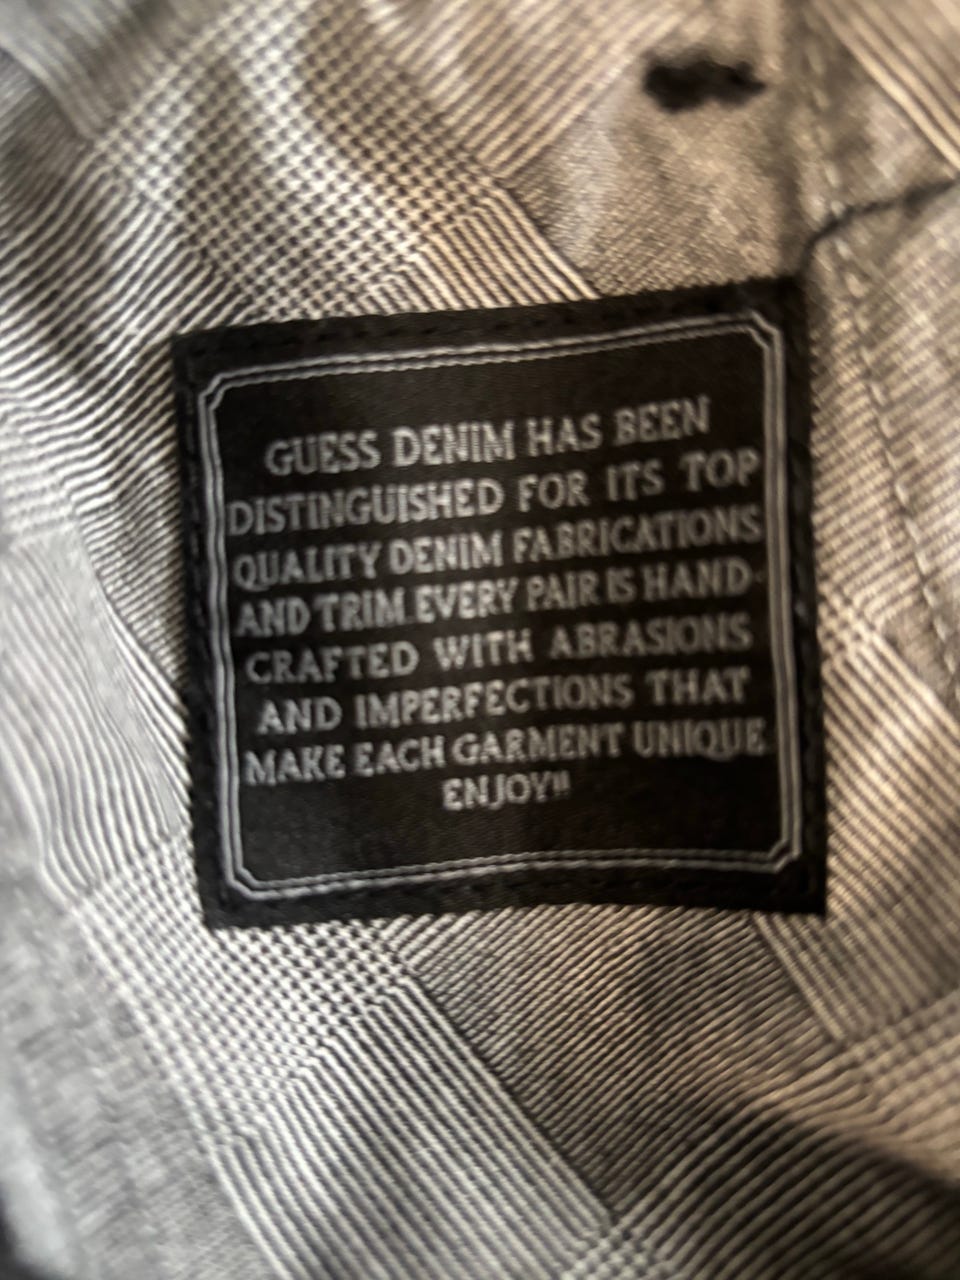 GUESS DENIM HAS BEEN
DISTINGUISHED FOR ITS TOP
QUALITY DENIM FABRICATIONS
AND TRIM. EVERY PAIR IS HAND-
CRAFTED WITH ABRASIONS
AND IMPERFECTIONS THAT
MAKE EACH GARMENT UNIQUE
ENJOY!!